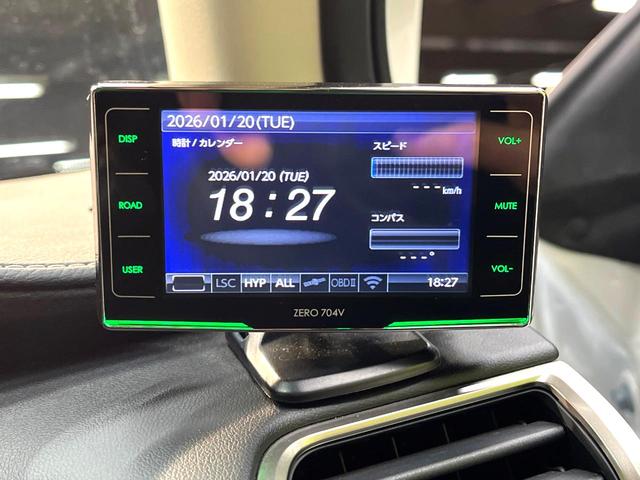 2026/01/20(TUE)
時計/カレンダー
スピード
2026/01/20 (TUE)
18:27
---km/h
コンパス
---°
LSC HYP ALL OBDⅡ 18:27
DISP
ROAD
USER
VOL+
MUTE
VOL-
ZERO 704V